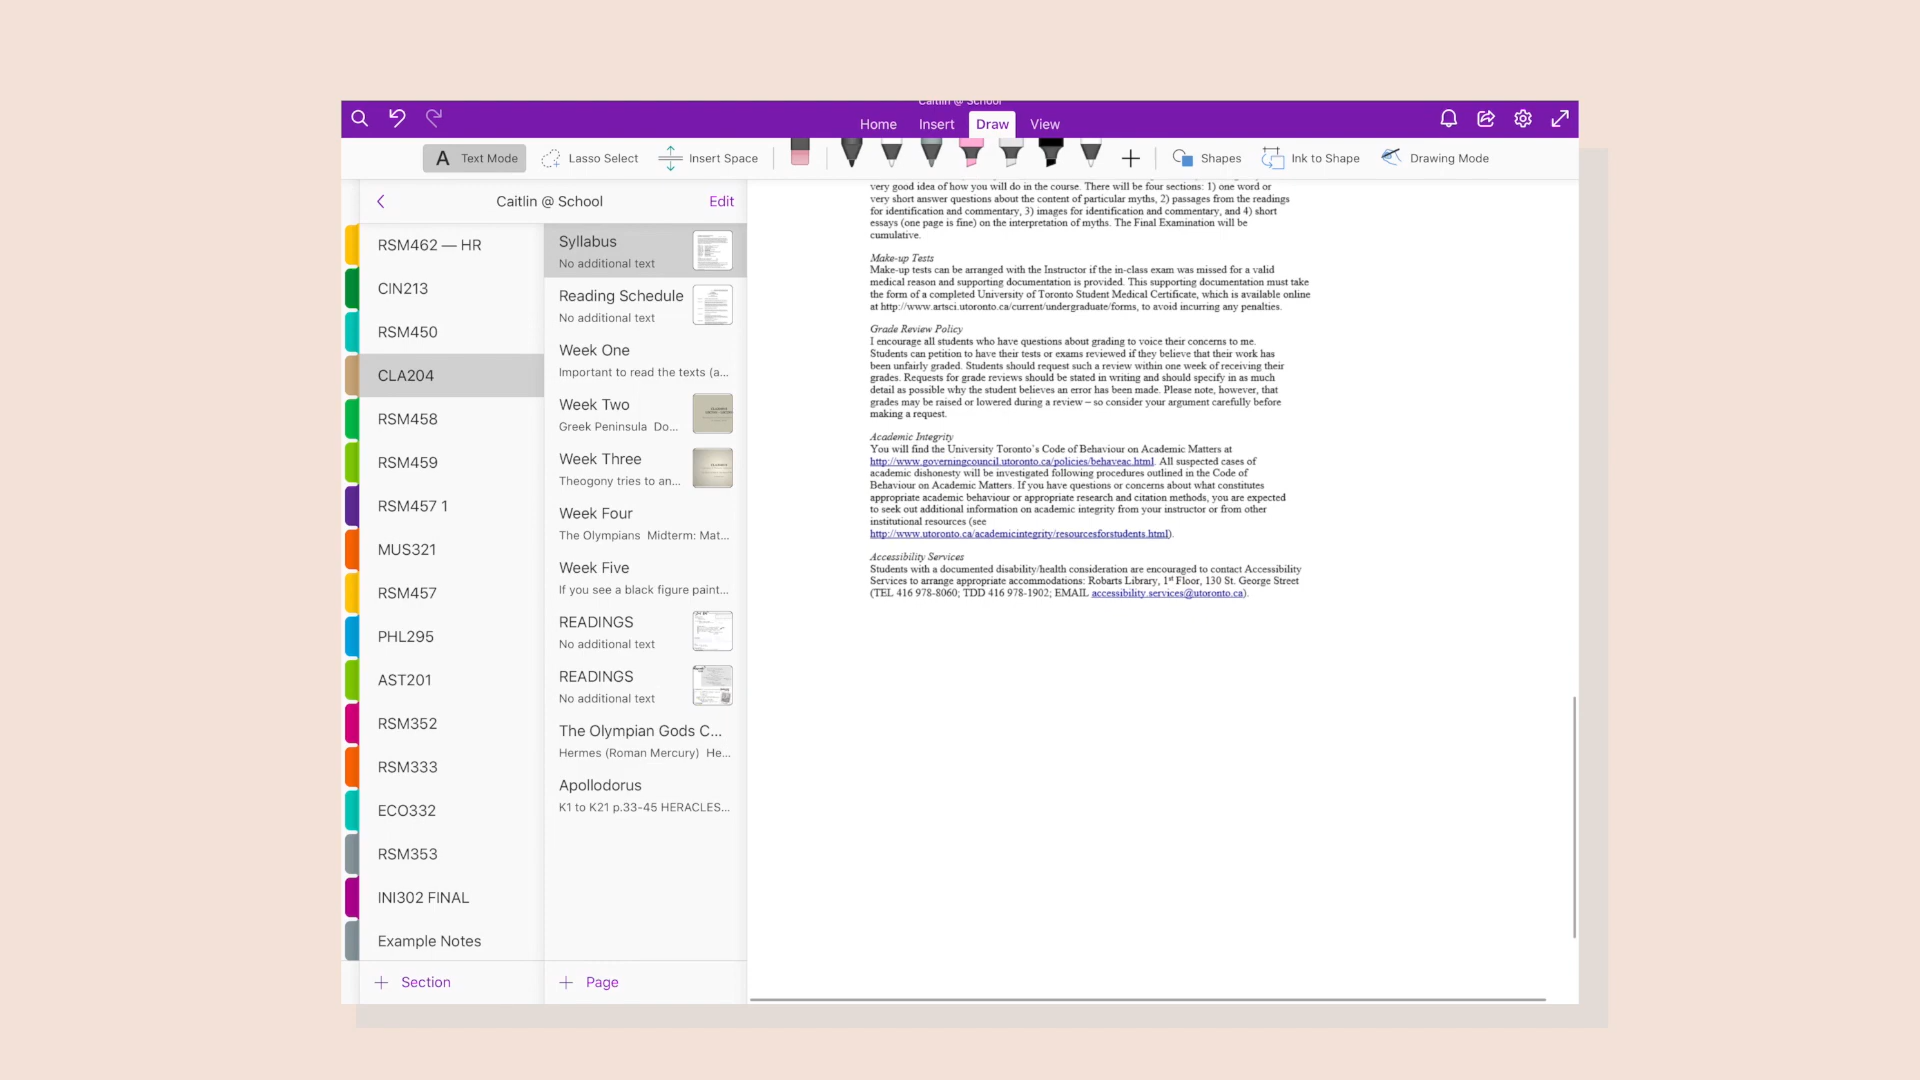 Caitlin @ School
Home Insert Draw View
A Text Mode Lasso Select Insert Space Shapes Ink to Shape Drawing Mode
Caitlin @ School Edit
RSM462 — HR
CIN213
RSM450
CLA204
RSM458
RSM459
RSM457 1
MUS321
RSM457
PHL295
AST201
RSM352
RSM333
ECO332
RSM353
INI302 FINAL
Example Notes
Section
Syllabus
No additional text
Reading Schedule
No additional text
Week One
Important to read the texts (a...
Week Two
Greek Peninsula Do...
Week Three
Theogony tries to an...
Week Four
The Olympians Midterm: Mat...
Week Five
If you see a black figure paint...
READINGS
No additional text
READINGS
No additional text
The Olympian Gods C...
Hermes (Roman Mercury) He...
Apollodorus
K1 to K21 p.33-45 HERACLES...
Page
very good idea of how you will do in the course. There will be four sections: 1) one word or
very short answer questions about the content of particular myths, 2) passages from the readings
for identification and commentary, 3) images for identification and commentary, and 4) short
essays (one page is fine) on the interpretation of myths. The Final Examination will be
cumulative.
Make-up Tests
Make-up tests can be arranged with the Instructor if the in-class exam was missed for a valid
medical reason and supporting documentation is provided. This supporting documentation must take
the form of a completed University of Toronto Student Medical Certificate, which is available online
at http://www.artsci.utoronto.ca/current/undergraduate/forms, to avoid incurring any penalties.
Grade Review Policy
I encourage all students who have questions about grading to voice their concerns to me.
Students can petition to have their tests or exams reviewed if they believe that their work has
been unfairly graded. Students should request such a review within one week of receiving their
grades. Requests for grade reviews should be stated in writing and should specify in as much
detail as possible why the student believes an error has been made. Please note, however, that
grades may be raised or lowered during a review – so consider your argument carefully before
making a request.
Academic Integrity
You will find the University Toronto’s Code of Behaviour on Academic Matters at
http://www.governingcouncil.utoronto.ca/policies/behaveac.html. All suspected cases of
academic dishonesty will be investigated following procedures outlined in the Code of
Behaviour on Academic Matters. If you have questions or concerns about what constitutes
appropriate academic behaviour or appropriate research and citation methods, you are expected
to seek out additional information on academic integrity from your instructor or from other
institutional resources (see
http://www.utoronto.ca/academicintegrity/resourcesforstudents.html).
Accessibility Services
Students with a documented disability/health consideration are encouraged to contact Accessibility
Services to arrange appropriate accommodations: Robarts Library, 1st Floor, 130 St. George Street
(TEL 416 978-8060; TDD 416 978-1902; EMAIL accessibility.services@utoronto.ca).